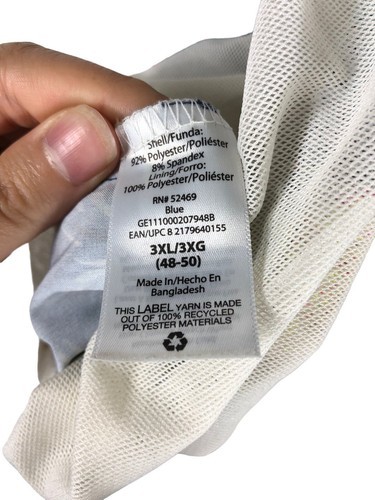 Shell/Funda:
92% Polyester/Poliéster
8% Spandex
Lining/Forro:
100% Polyester/Poliéster
RN# 52469
Blue
GE111000207948B
EAN/UPC B 2179640155
3XL/3XG
(48-50)
Made In/Hecho En
Bangladesh
THIS LABEL YARN IS MADE
OUT OF 100% RECYCLED
POLYESTER MATERIALS